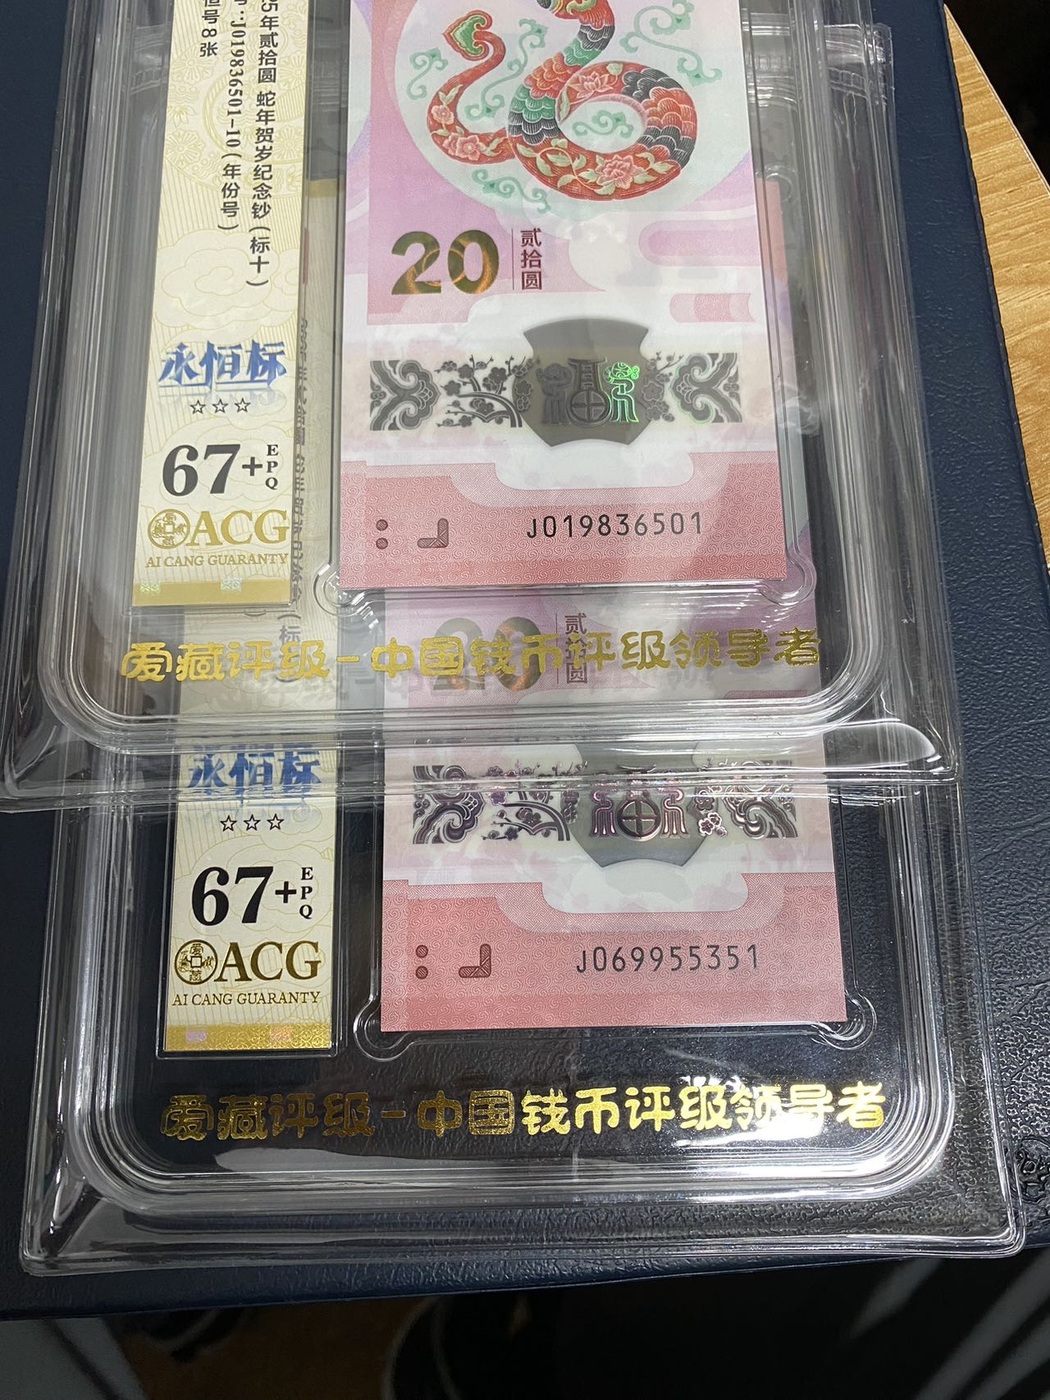 5年贰拾圆 蛇年贺岁纪念钞(标十)
:J019836501-10(年份号)
恒号8张
永恒标
☆☆☆
67+EPQ
ACG
AI CANG GUARANTY
20
贰拾圆
J019836501
爱藏评级-中国钱币评级领导者
20
贰拾圆
永恒标
☆☆☆
67+EPQ
ACG
AI CANG GUARANTY
J069955351
爱藏评级-中国钱币评级领导者